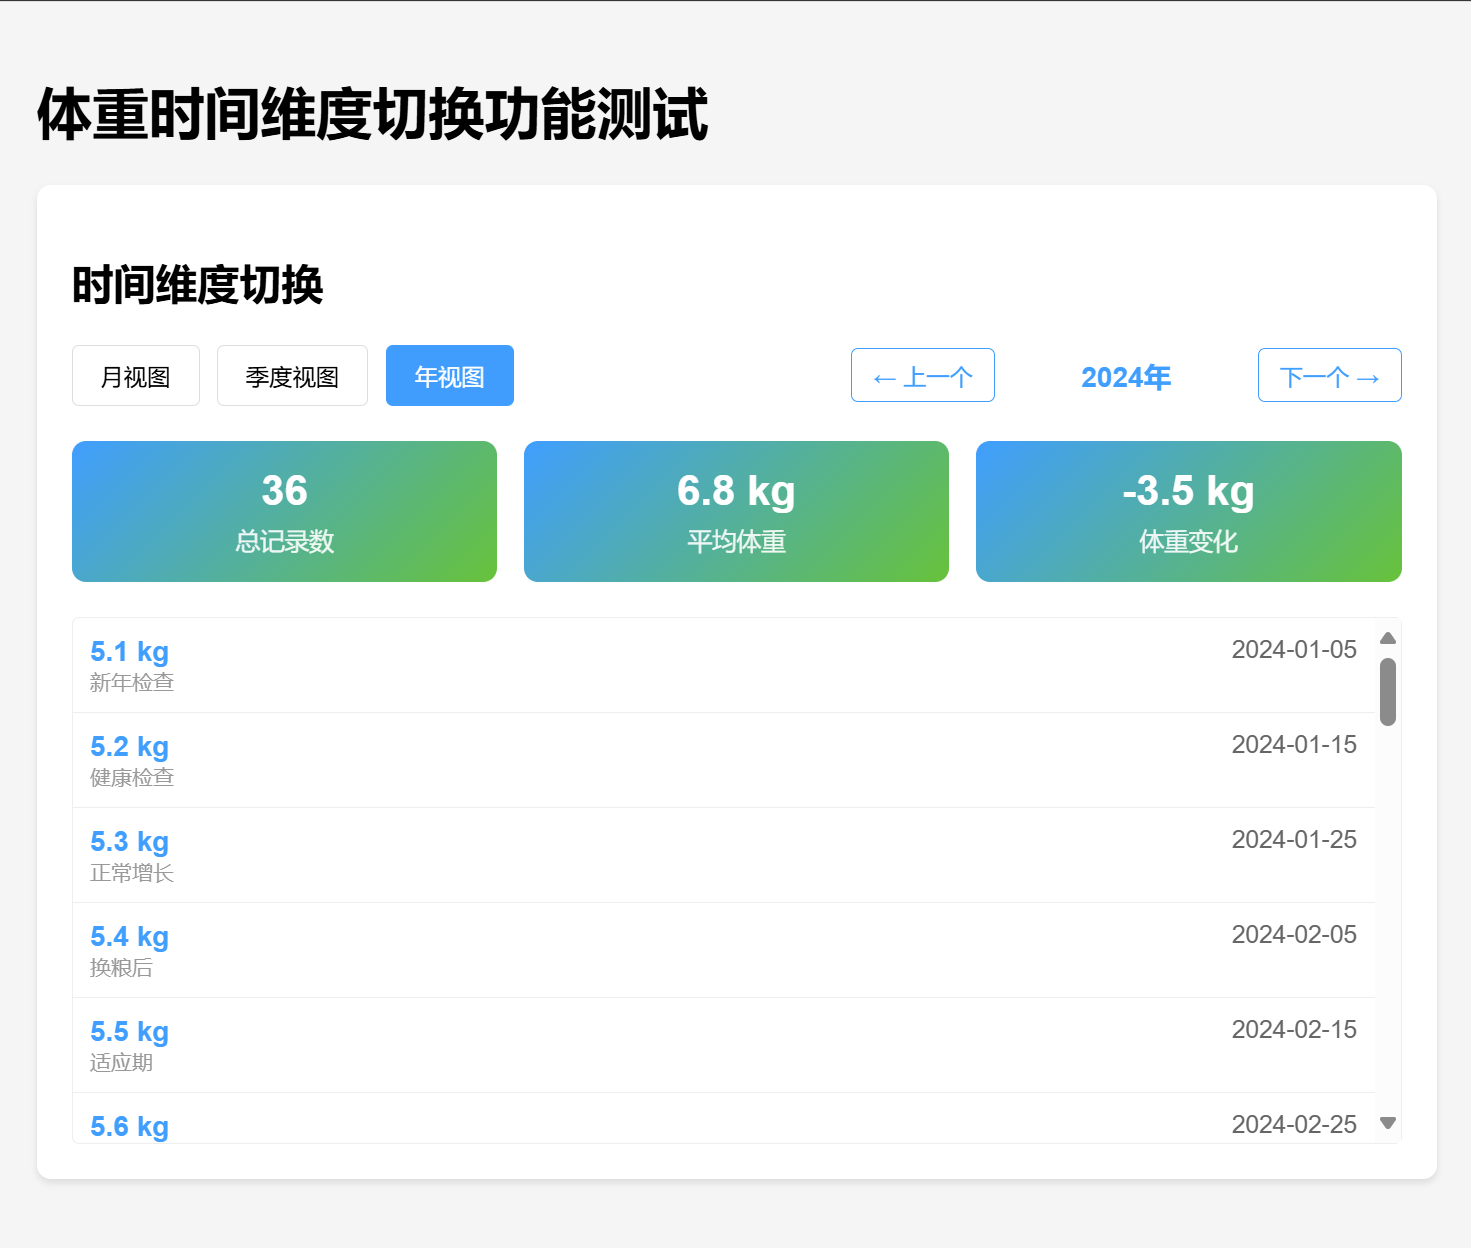 体重时间维度切换功能测试
时间维度切换
月视图 季度视图 年视图 ← 上一个 2024年 下一个 →
36 6.8 kg -3.5 kg
总记录数 平均体重 体重变化
5.1 kg 2024-01-05
新年检查
5.2 kg 2024-01-15
健康检查
5.3 kg 2024-01-25
正常增长
5.4 kg 2024-02-05
换粮后
5.5 kg 2024-02-15
适应期
5.6 kg 2024-02-25